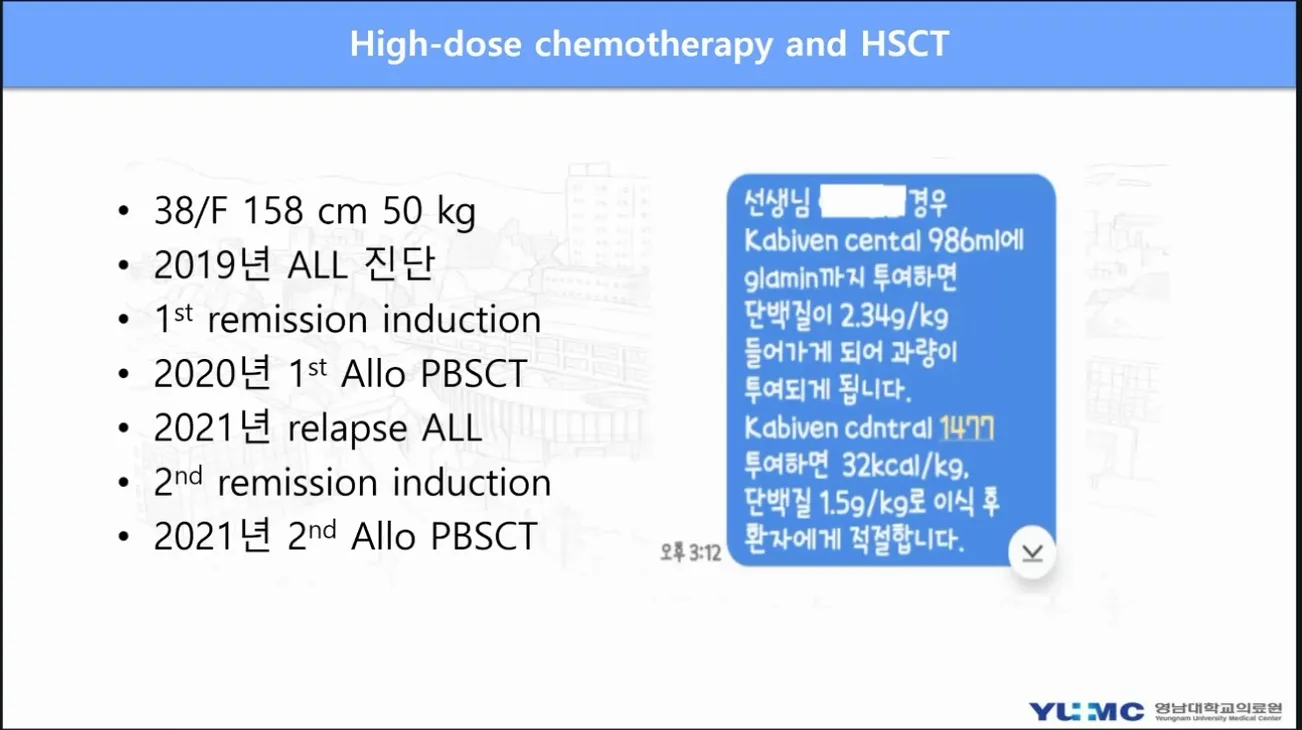 High-dose chemotherapy and HSCT
• 38/F 158 cm 50 kg
• 2019년 ALL 진단
• 1st remission induction
• 2020년 1st Allo PBSCT
• 2021년 relapse ALL
• 2nd remission induction
• 2021년 2nd Allo PBSCT
선생님 경우
Kabiven cental 986ml에
glamin까지 투여하면
단백질이 2.34g/kg
들어가게 되어 과량이
투여되게 됩니다.
Kabiven cdntral 1477
투여하면 32kcal/kg,
단백질 1.5g/kg로 이식 후
환자에게 적절합니다.
오후 3:12
YUMC 영남대학교의료원
Yeungnam University Medical Center